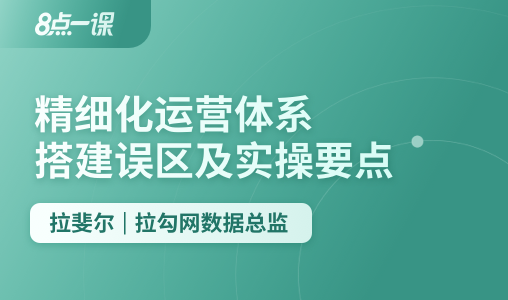 8点一课
精细化运营体系
搭建误区及实操要点
拉斐尔｜拉勾网数据总监